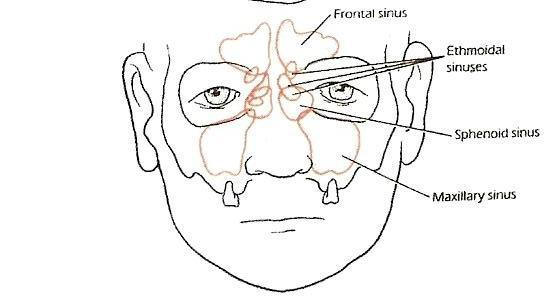 Frontal sinus
Ethmoidal
sinuses
Sphenoid sinus
Maxillary sinus